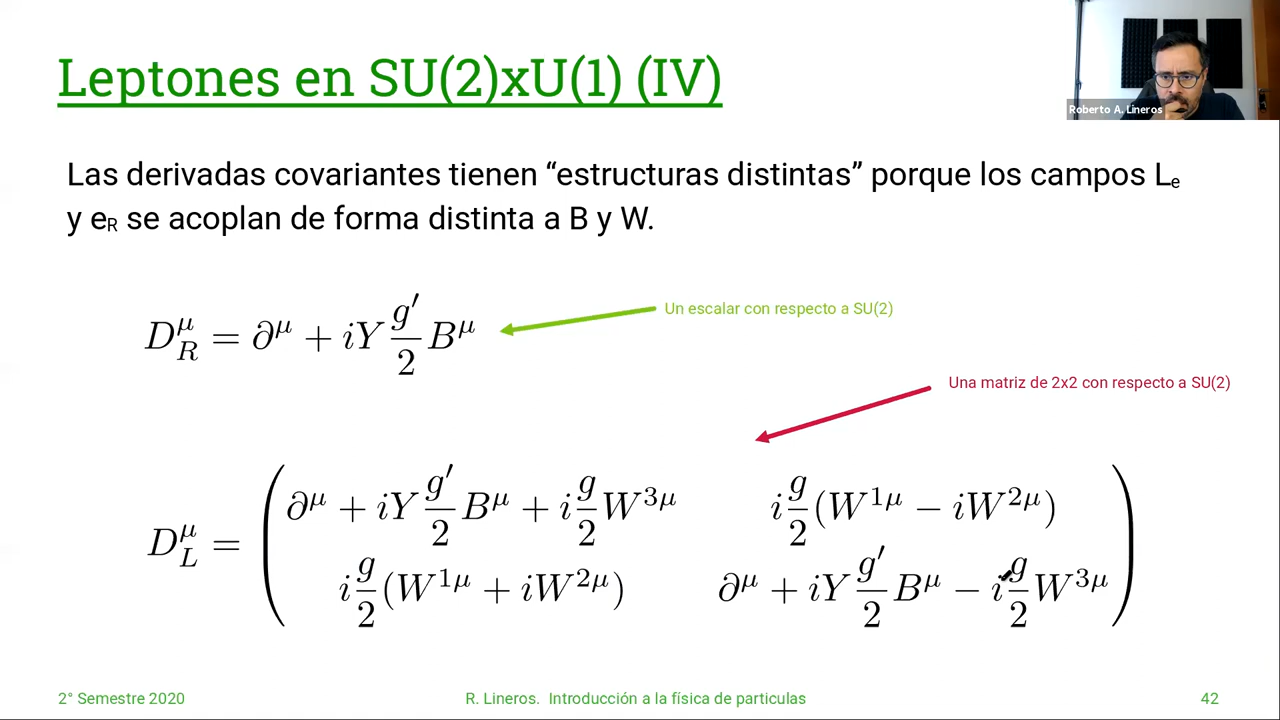 Leptones en SU(2)xU(1) (IV)
Roberto A. Lineros
Las derivadas covariantes tienen “estructuras distintas” porque los campos Lₑ
y e_R se acoplan de forma distinta a B y W.
D_R^μ = ∂^μ + iY g′/2 B^μ
Un escalar con respecto a SU(2)
Una matriz de 2x2 con respecto a SU(2)
D_L^μ = ( ∂^μ + iY g′/2 B^μ + i g/2 W^{3μ}    i g/2 (W^{1μ} − iW^{2μ})
i g/2 (W^{1μ} + iW^{2μ})    ∂^μ + iY g′/2 B^μ − i g/2 W^{3μ} )
2° Semestre 2020
R. Lineros. Introducción a la física de particulas
42